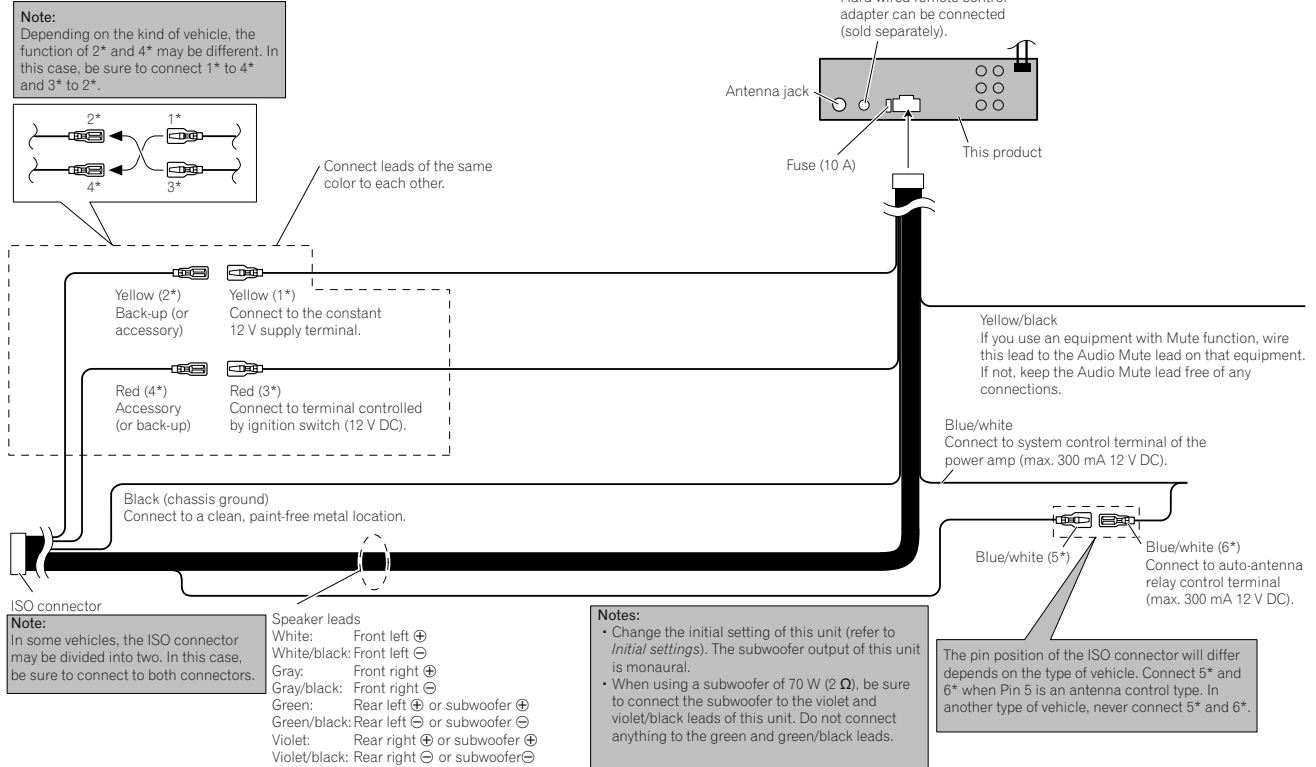 Note:
Depending on the kind of vehicle, the
function of 2* and 4* may be different. In
this case, be sure to connect 1* to 4*
and 3* to 2*.
2*
1*
4*
3*
Connect leads of the same
color to each other.
Hard-wired remote control
adapter can be connected
(sold separately).
Antenna jack
Fuse (10 A)
This product
Yellow (2*)
Back-up (or
accessory)
Yellow (1*)
Connect to the constant
12 V supply terminal.
Red (4*)
Accessory
(or back-up)
Red (3*)
Connect to terminal controlled
by ignition switch (12 V DC).
Yellow/black
If you use an equipment with Mute function, wire
this lead to the Audio Mute lead on that equipment.
If not, keep the Audio Mute lead free of any
connections.
Blue/white
Connect to system control terminal of the
power amp (max. 300 mA 12 V DC).
Black (chassis ground)
Connect to a clean, paint-free metal location.
Blue/white (5*)
Blue/white (6*)
Connect to auto-antenna
relay control terminal
(max. 300 mA 12 V DC).
ISO connector
Note:
In some vehicles, the ISO connector
may be divided into two. In this case,
be sure to connect to both connectors.
Speaker leads
White: Front left ⊕
White/black: Front left ⊖
Gray: Front right ⊕
Gray/black: Front right ⊖
Green: Rear left ⊕ or subwoofer ⊕
Green/black: Rear left ⊖ or subwoofer ⊖
Violet: Rear right ⊕ or subwoofer ⊕
Violet/black: Rear right ⊖ or subwoofer⊖
Notes:
• Change the initial setting of this unit (refer to
Initial settings). The subwoofer output of this unit
is monaural.
• When using a subwoofer of 70 W (2 Ω), be sure
to connect the subwoofer to the violet and
violet/black leads of this unit. Do not connect
anything to the green and green/black leads.
The pin position of the ISO connector will differ
depends on the type of vehicle. Connect 5* and
6* when Pin 5 is an antenna control type. In
another type of vehicle, never connect 5* and 6*.